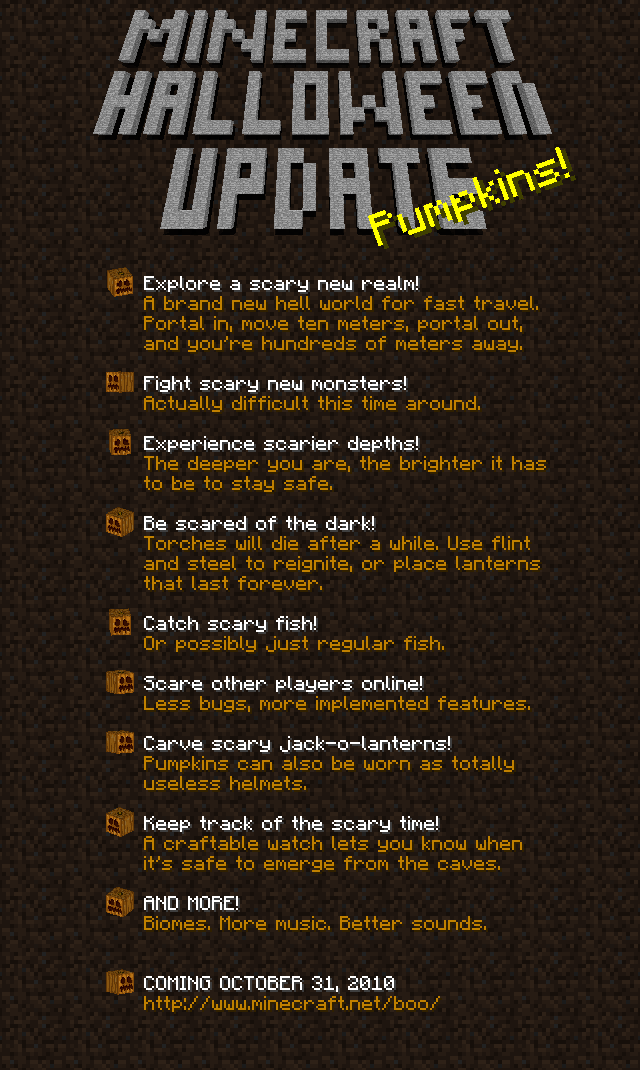 MINECRAFT
HALLOWEEN
UPDATE
Pumpkins!
Explore a scary new realm!
A brand new hell world for fast travel.
Portal in, move ten meters, portal out,
and you're hundreds of meters away.
Fight scary new monsters!
Actually difficult this time around.
Experience scarier depths!
The deeper you are, the brighter it has
to be to stay safe.
Be scared of the dark!
Torches will die after a while. Use flint
and steel to reignite, or place lanterns
that last forever.
Catch scary fish!
Or possibly just regular fish.
Scare other players online!
Less bugs, more implemented features.
Carve scary jack-o-lanterns!
Pumpkins can also be worn as totally
useless helmets.
Keep track of the scary time!
A craftable watch lets you know when
it's safe to emerge from the caves.
AND MORE!
Biomes. More music. Better sounds.
COMING OCTOBER 31, 2010
http://www.minecraft.net/boo/